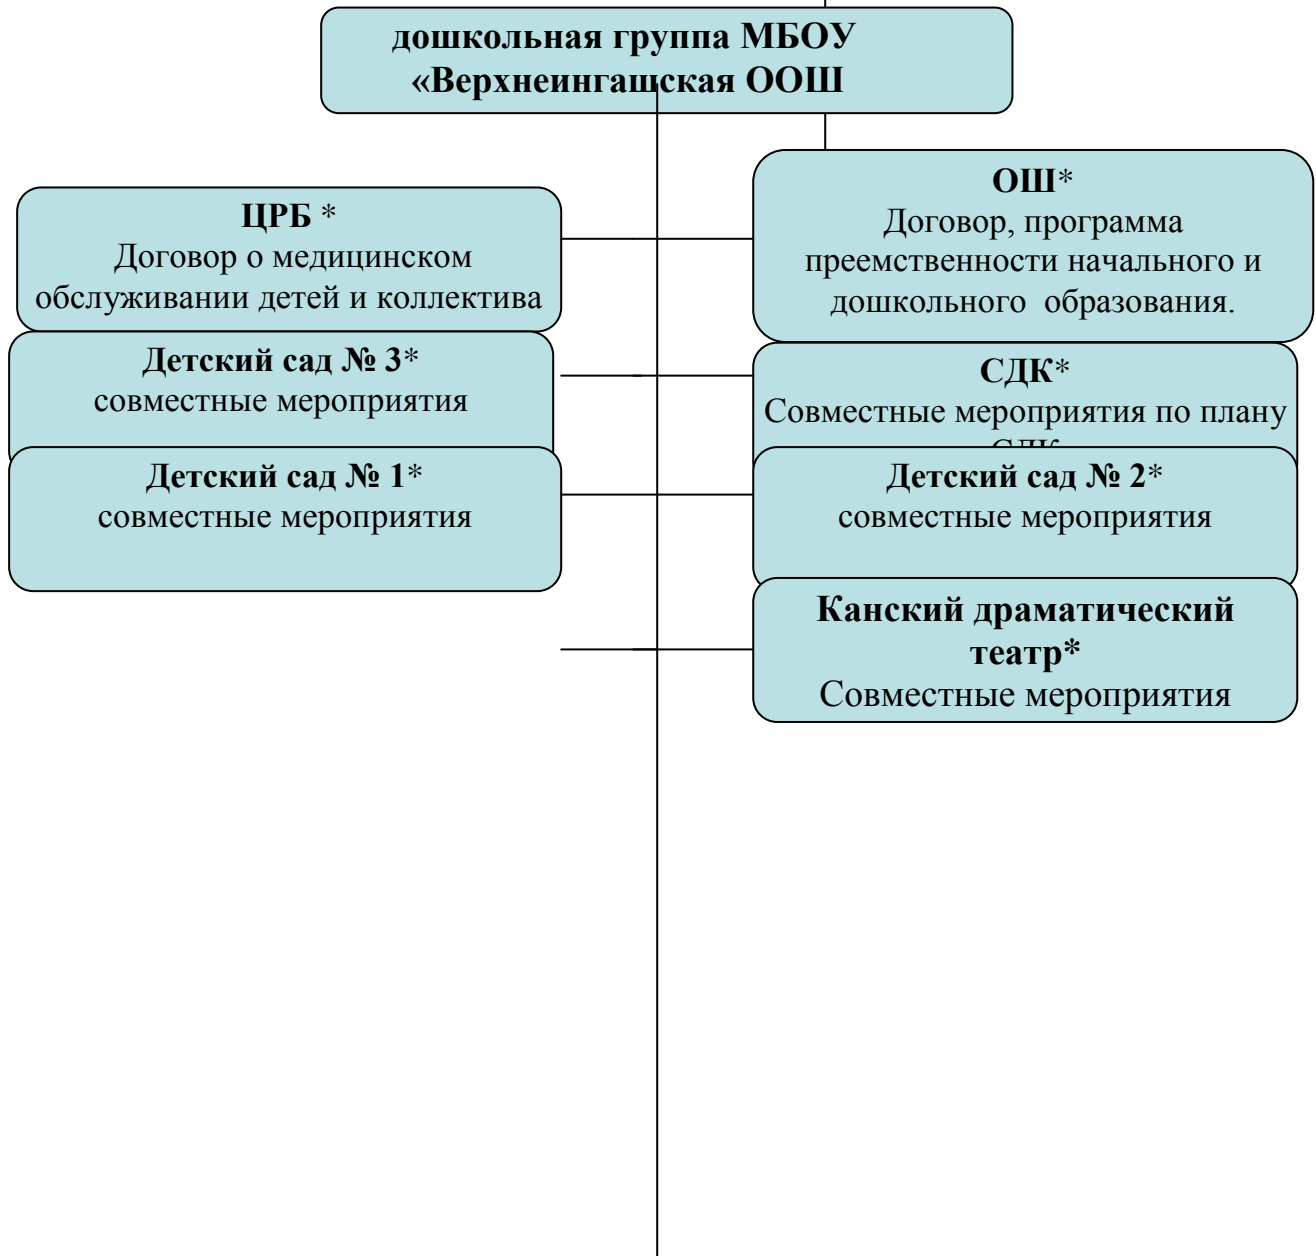 дошкольная группа МБОУ
«Верхнеингашская ООШ
ЦРБ *
Договор о медицинском
обслуживании детей и коллектива
ОШ*
Договор, программа
преемственности начального и
дошкольного образования.
Детский сад № 3*
совместные мероприятия
СДК*
Совместные мероприятия по плану
СДК
Детский сад № 1*
совместные мероприятия
Детский сад № 2*
совместные мероприятия
Канский драматический
театр*
Совместные мероприятия